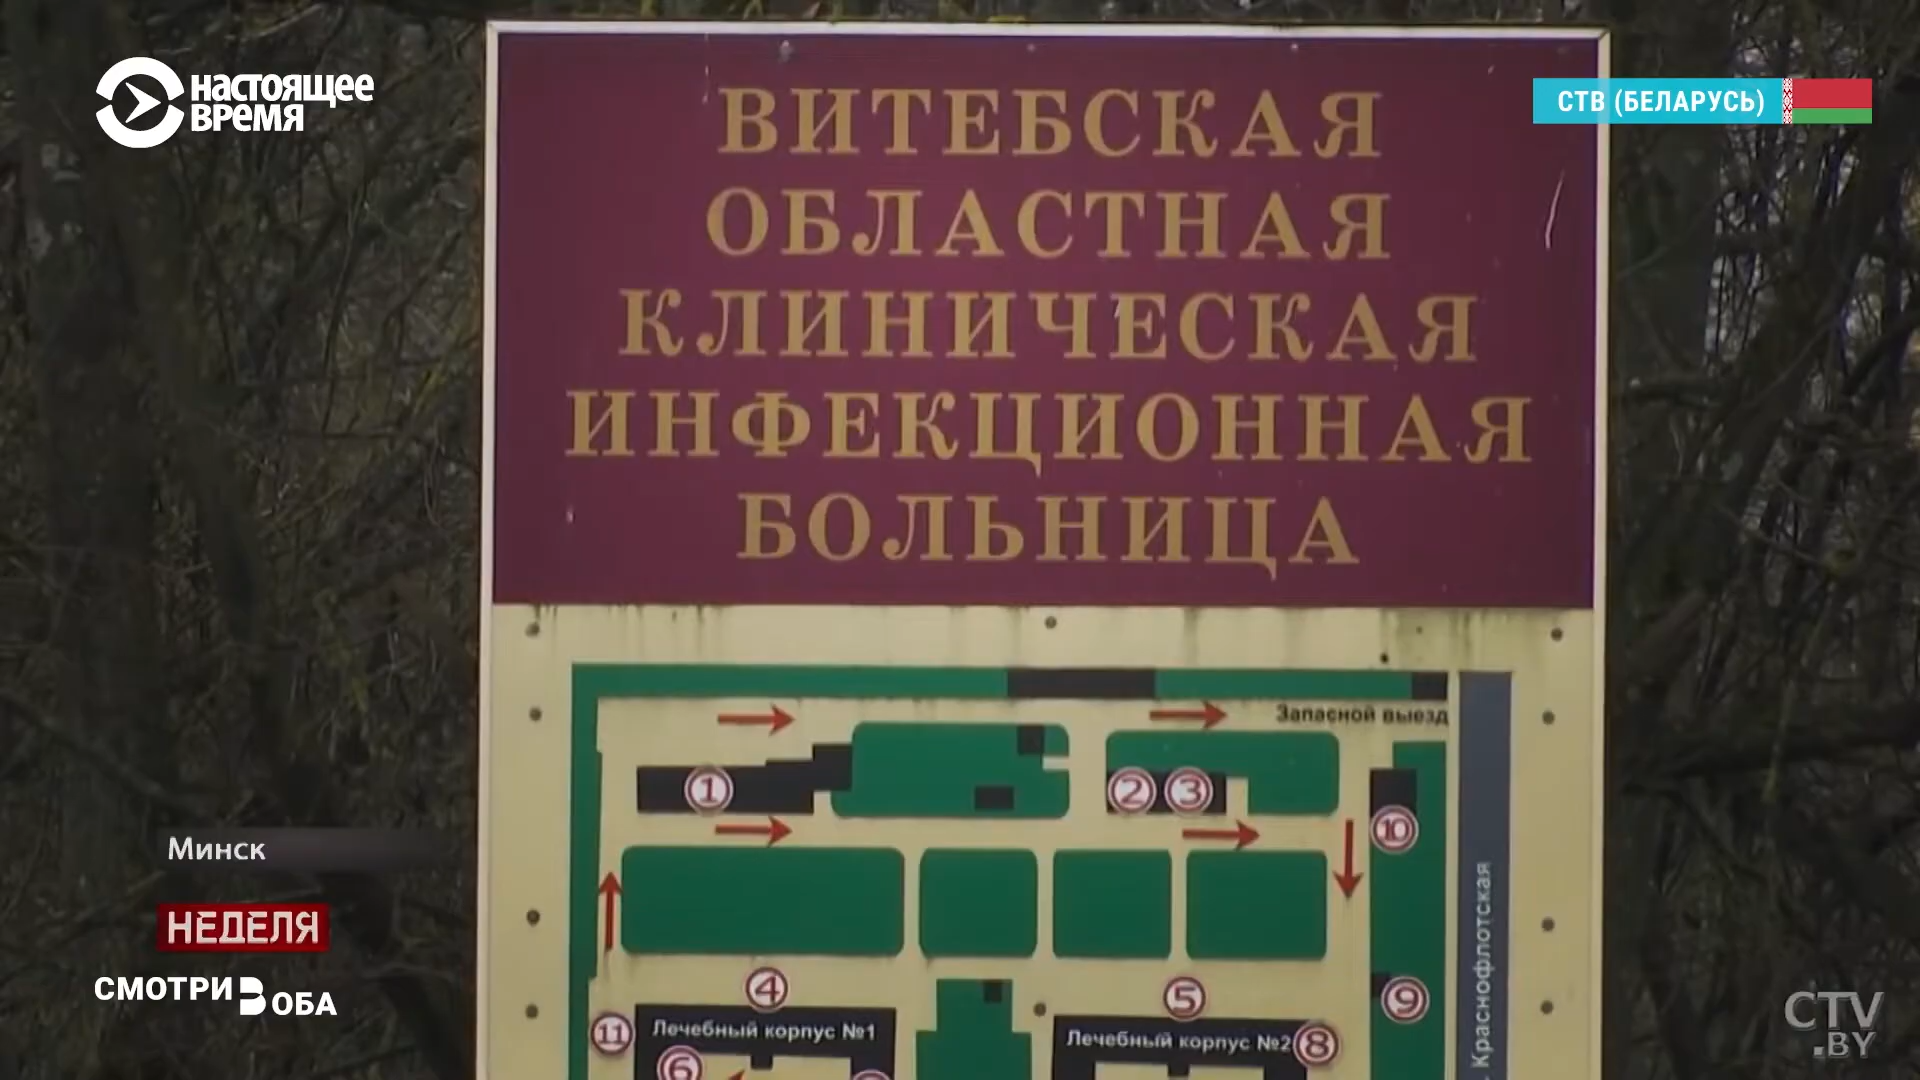 НАСТОЯЩЕЕ
ВРЕМЯ
СТВ (БЕЛАРУСЬ)
ВИТЕБСКАЯ
ОБЛАСТНАЯ
КЛИНИЧЕСКАЯ
ИНФЕКЦИОННАЯ
БОЛЬНИЦА
Запасной выезд
1
2
3
10
Минск
НЕДЕЛЯ
СМОТРИ В ОБА
4
5
9
11
Лечебный корпус №1
Лечебный корпус №2
8
6
Краснофлотская
CTV
.BY